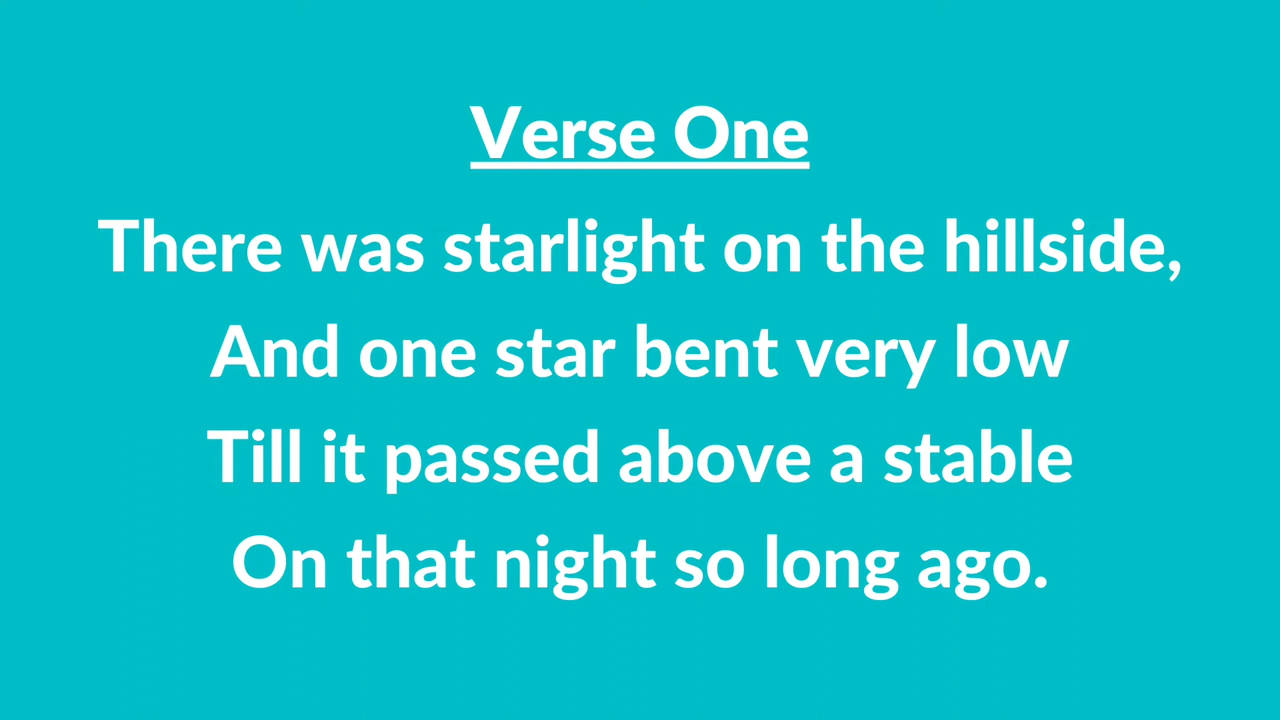 Verse One
There was starlight on the hillside,
And one star bent very low
Till it passed above a stable
On that night so long ago.